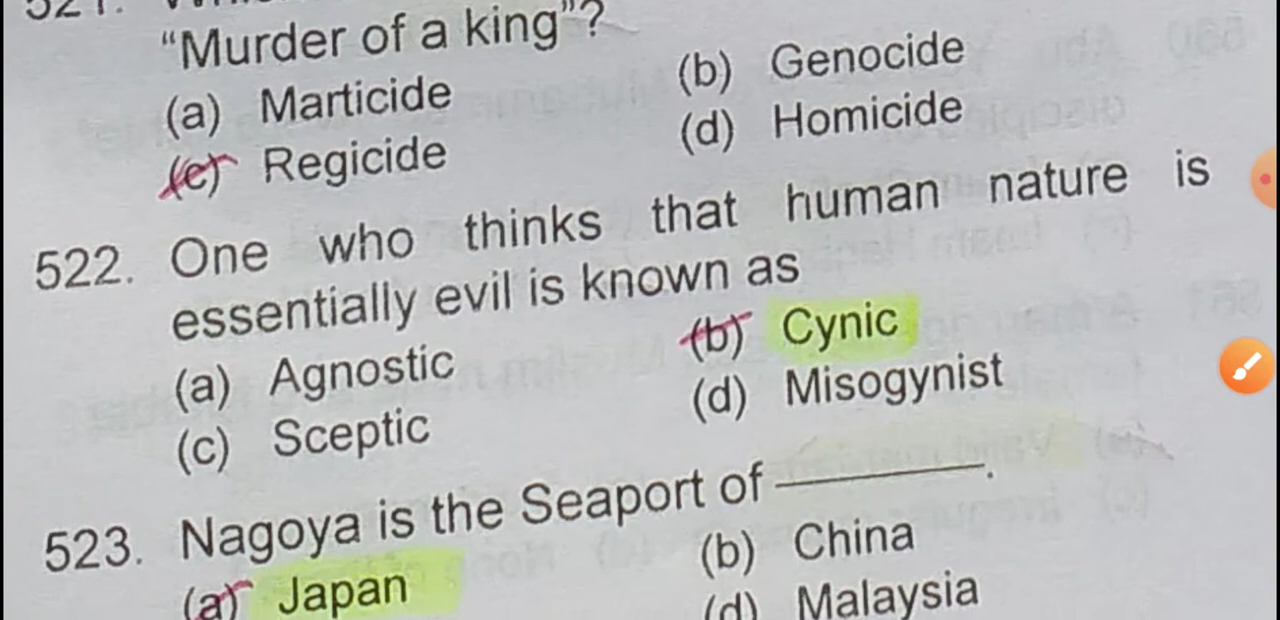 521.
"Murder of a king"?
(a) Marticide (b) Genocide
(c) Regicide (d) Homicide
522. One who thinks that human nature is
essentially evil is known as
(a) Agnostic (b) Cynic
(c) Sceptic (d) Misogynist
523. Nagoya is the Seaport of ________.
(a) Japan (b) China
(d) Malaysia